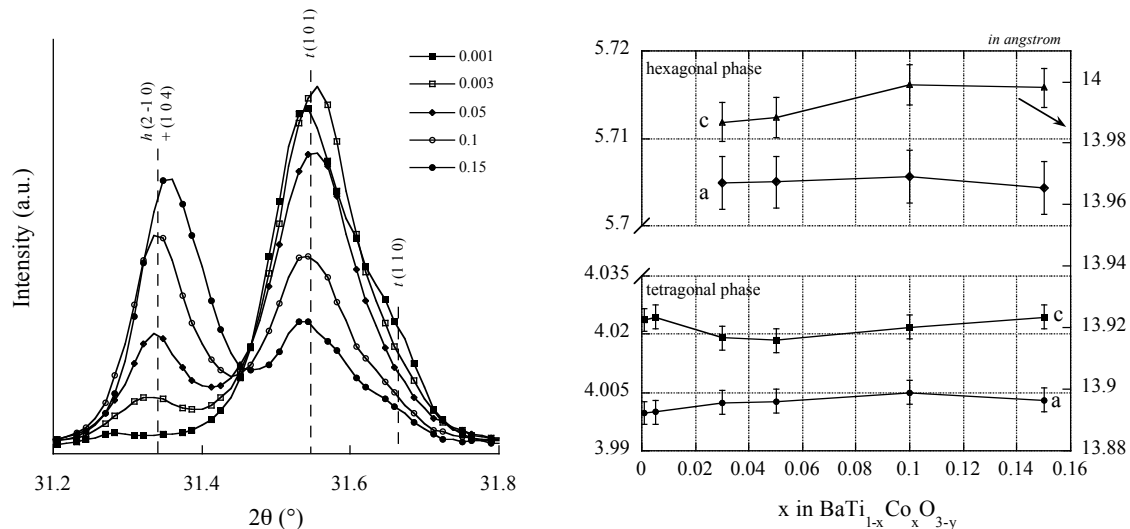 h (2 -1 0)
+ (1 0 4)
t (1 0 1)
t (1 1 0)
0.001
0.003
0.05
0.1
0.15
Intensity (a.u.)
31.2
31.4
31.6
31.8
2θ (°)
in angstrom
5.72
hexagonal phase
14
c
5.71
13.98
a
13.96
5.7
13.94
4.035
tetragonal phase
c
4.02
13.92
4.005
13.9
a
3.99
13.88
0
0.02
0.04
0.06
0.08
0.1
0.12
0.14
0.16
x in BaTi1-xCoxO3-y